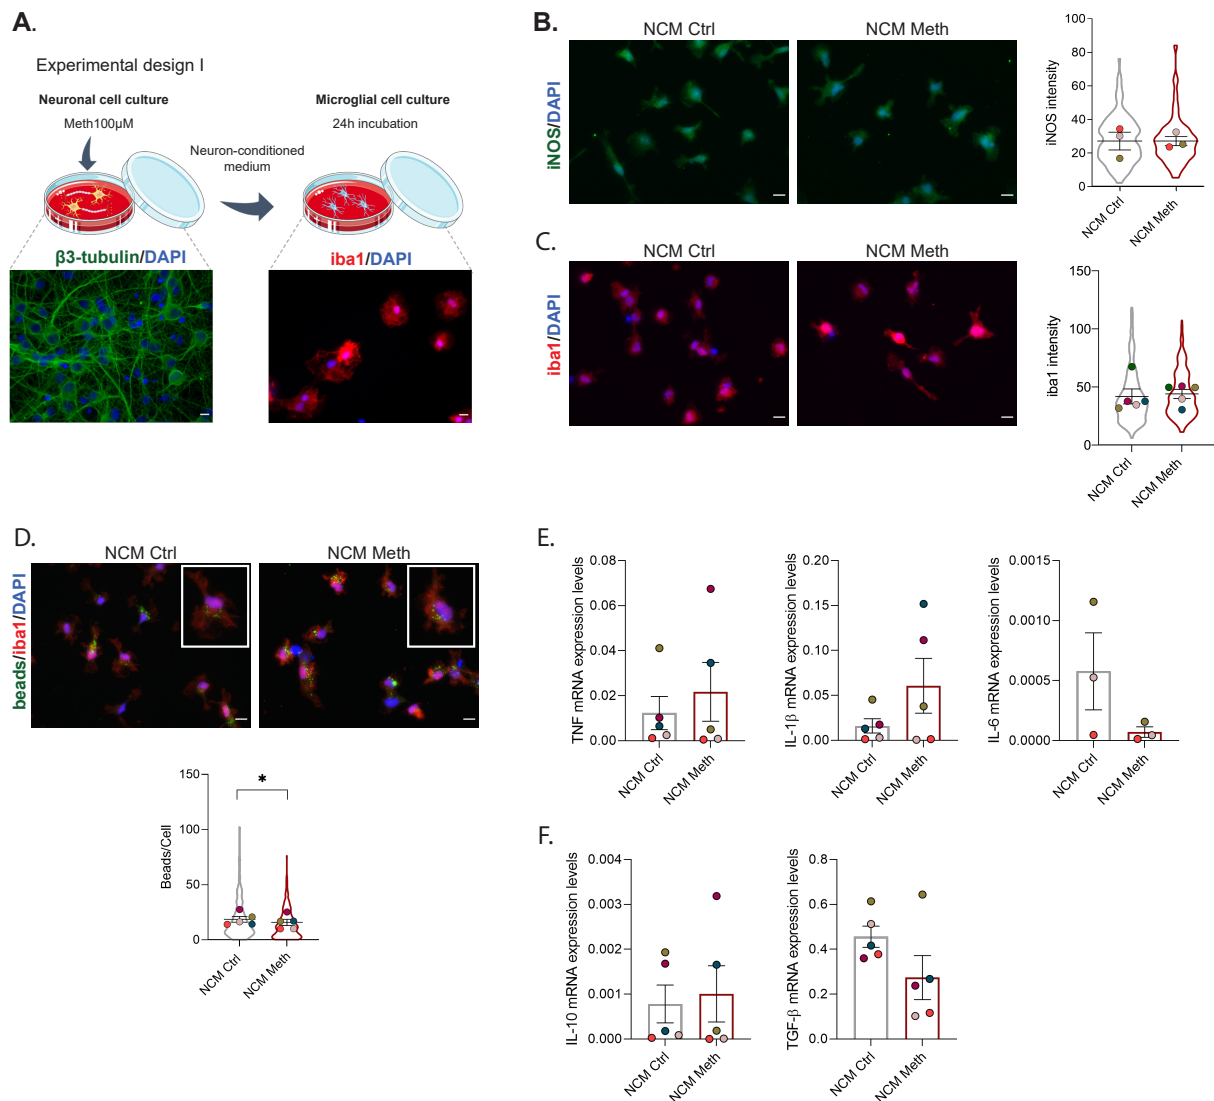 A.
Experimental design I
Neuronal cell culture
Meth100μM
Neuron-conditioned
medium
Microglial cell culture
24h incubation
β3-tubulin/DAPI
iba1/DAPI
B.
NCM Ctrl
NCM Meth
iNOS/DAPI
iNOS intensity
100
80
60
40
20
0
NCM Ctrl
NCM Meth
C.
NCM Ctrl
NCM Meth
iba1/DAPI
iba1 intensity
150
100
50
0
NCM Ctrl
NCM Meth
D.
NCM Ctrl
NCM Meth
beads/iba1/DAPI
Beads/Cell
150
100
50
0
*
NCM Ctrl
NCM Meth
E.
TNF mRNA expression levels
0.08
0.06
0.04
0.02
0.00
NCM Ctrl
NCM Meth
IL-1β mRNA expression levels
0.20
0.15
0.10
0.05
0.00
NCM Ctrl
NCM Meth
IL-6 mRNA expression levels
0.0015
0.0010
0.0005
0.0000
NCM Ctrl
NCM Meth
F.
IL-10 mRNA expression levels
0.004
0.003
0.002
0.001
0.000
NCM Ctrl
NCM Meth
TGF-β mRNA expression levels
0.8
0.6
0.4
0.2
0.0
NCM Ctrl
NCM Meth